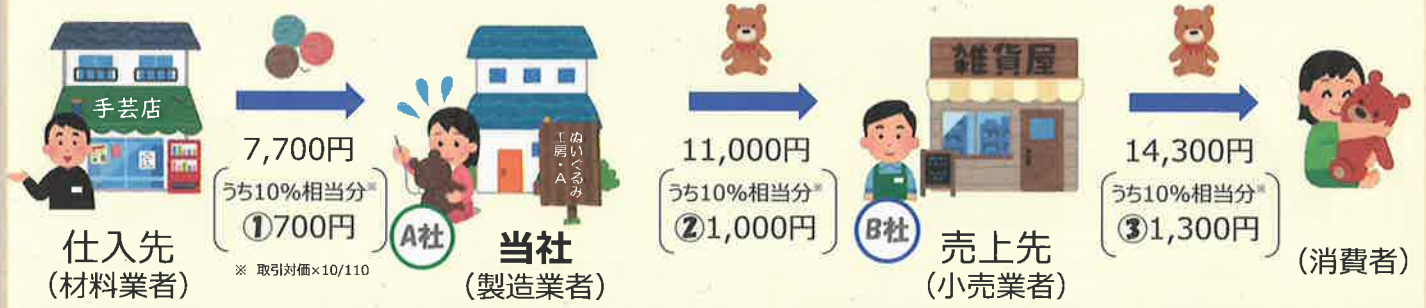 手芸店
7,700円
うち10%相当分※
①700円
※ 取引対価×10/110
仕入先
（材料業者）
A社
ぬいぐるみ
工房・A
当社
（製造業者）
11,000円
うち10%相当分※
②1,000円
B社
雑貨屋
売上先
（小売業者）
14,300円
うち10%相当分※
③1,300円
（消費者）